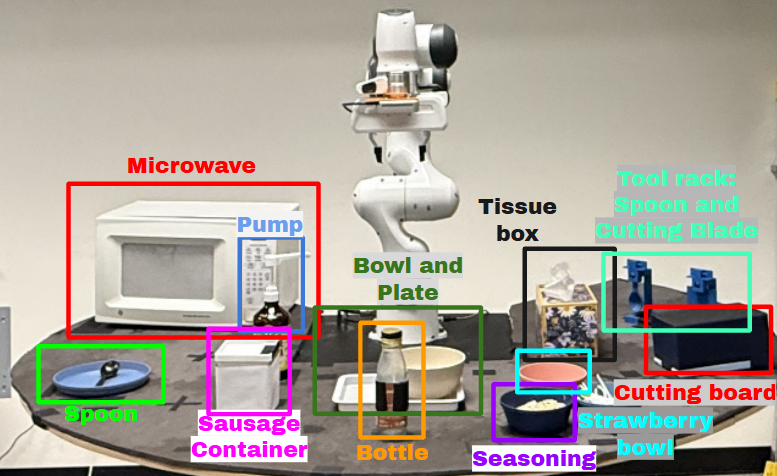 Microwave
Pump
Tissue
box
Tool rack:
Spoon and
Cutting Blade
Bowl and
Plate
Spoon
Sausage
Container
Bottle
Seasoning
Strawberry
bowl
Cutting board